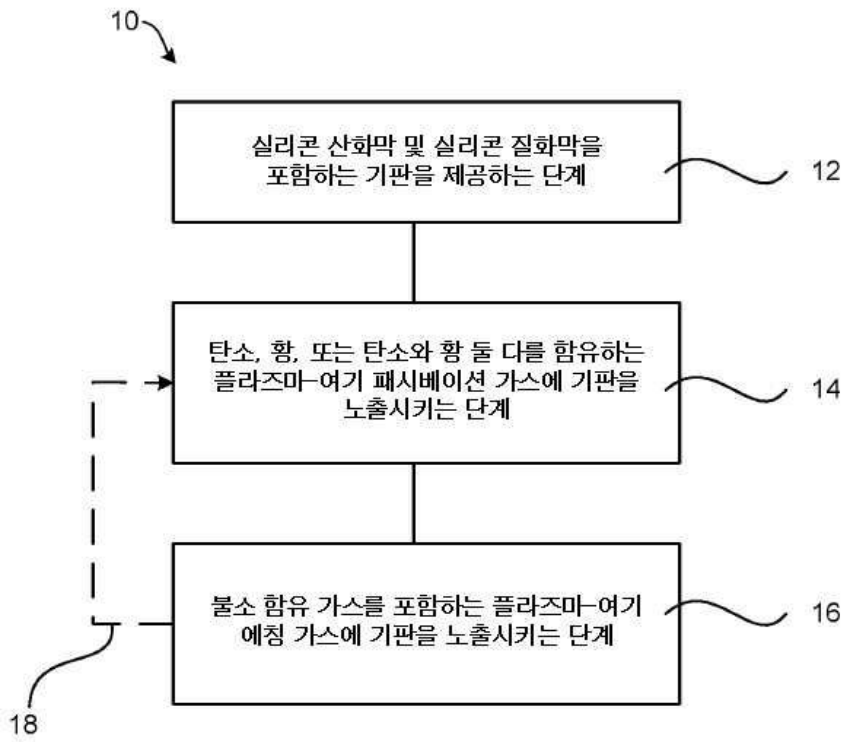 10
실리콘 산화막 및 실리콘 질화막을
포함하는 기판을 제공하는 단계
12
탄소, 황, 또는 탄소와 황 둘 다를 함유하는
플라즈마-여기 패시베이션 가스에 기판을
노출시키는 단계
14
불소 함유 가스를 포함하는 플라즈마-여기
에칭 가스에 기판을 노출시키는 단계
16
18